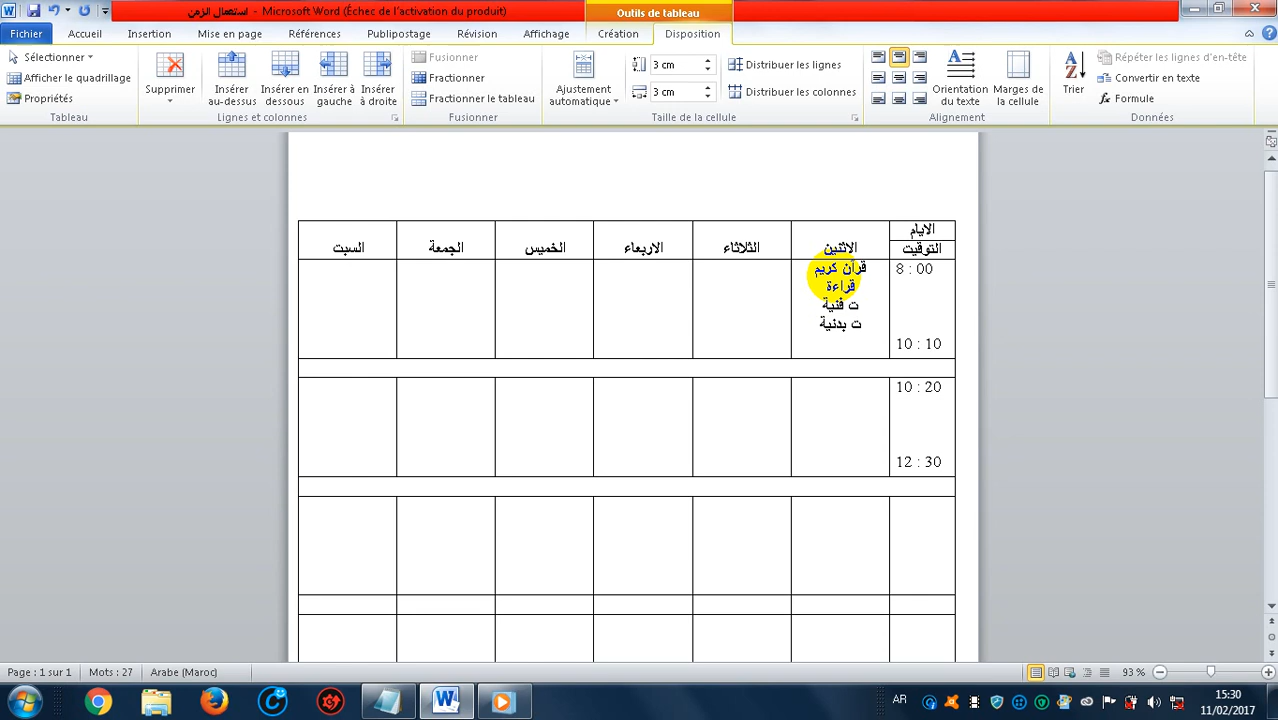 استعمال الزمن - Microsoft Word (Échec de l'activation du produit)
Outils de tableau
Fichier Accueil Insertion Mise en page Références Publipostage Révision Affichage Création Disposition
Sélectionner
Afficher le quadrillage
Propriétés
Tableau
Supprimer
Insérer au-dessus
Insérer en dessous
Insérer à gauche
Insérer à droite
Lignes et colonnes
Fusionner
Fractionner
Fractionner le tableau
Fusionner
Ajustement automatique
3 cm
3 cm
Distribuer les lignes
Distribuer les colonnes
Taille de la cellule
Orientation du texte
Marges de la cellule
Alignement
Trier
Répéter les lignes d'en-tête
Convertir en texte
Formule
Données
الايام
التوقيت
الاثنين الثلاثاء الاربعاء الخميس الجمعة السبت
8 : 00
10 : 10
قرآن كريم
قراءة
ت فنية
ت بدنية
10 : 20
12 : 30
Page : 1 sur 1 Mots : 27 Arabe (Maroc) 93 %
AR
15:30
11/02/2017